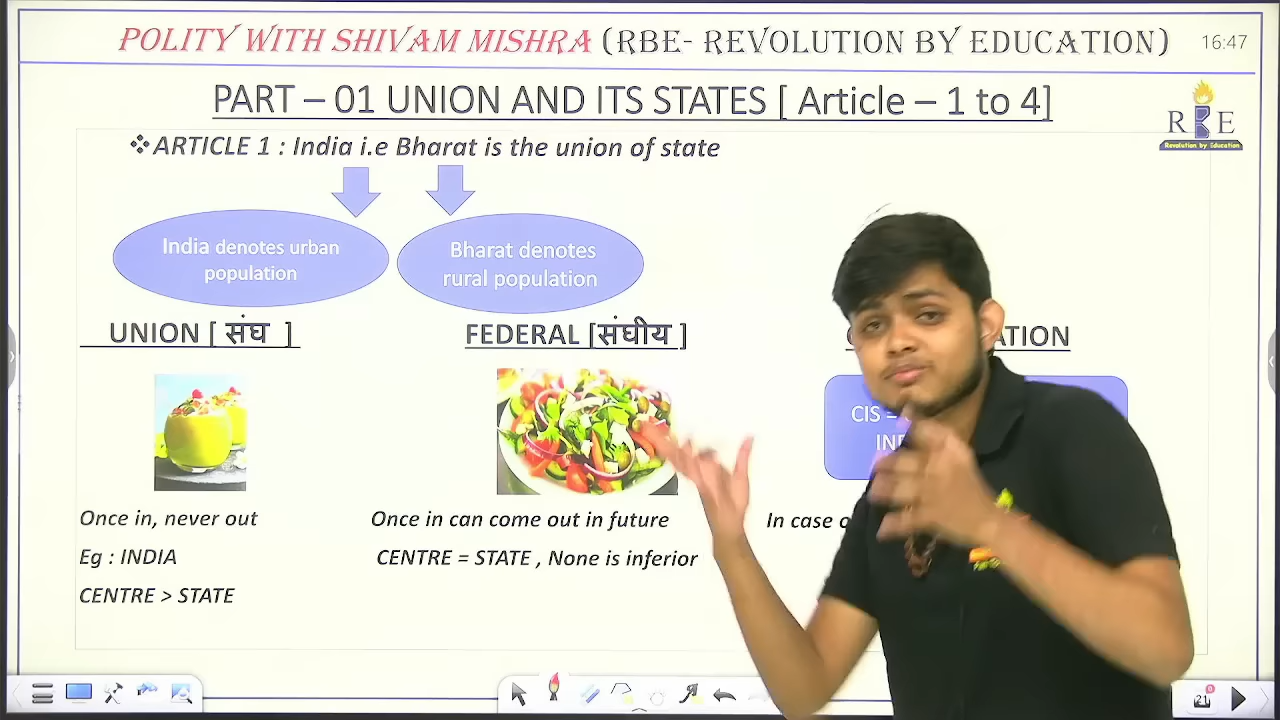 POLITY WITH SHIVAM MISHRA (RBE- REVOLUTION BY EDUCATION)
16:47
PART – 01 UNION AND ITS STATES [ Article – 1 to 4]
RBE
Revolution by Education
❖ARTICLE 1 : India i.e Bharat is the union of state
India denotes urban
population
Bharat denotes
rural population
UNION [ संघ ]
FEDERAL [संघीय ]
CIS =
Once in, never out
Once in can come out in future
In case
Eg : INDIA
CENTRE = STATE , None is inferior
CENTRE > STATE
21